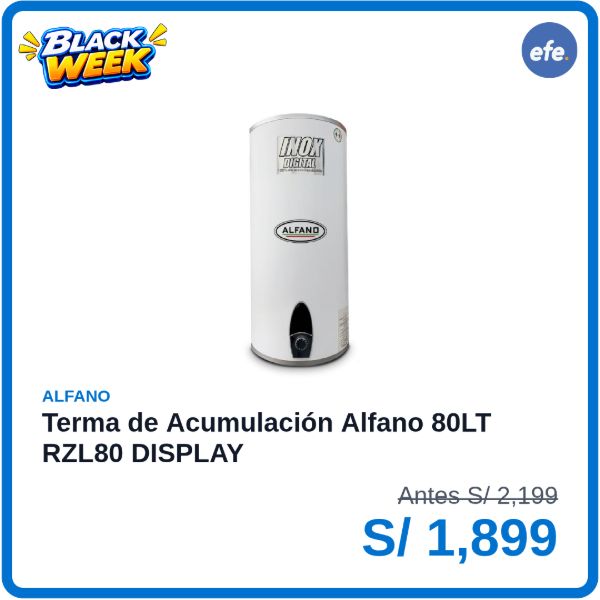 BLACK
WEEK
efe.
INOX
DIGITAL
ALFANO
ALFANO
Terma de Acumulación Alfano 80LT
RZL80 DISPLAY
Antes S/ 2,199
S/ 1,899